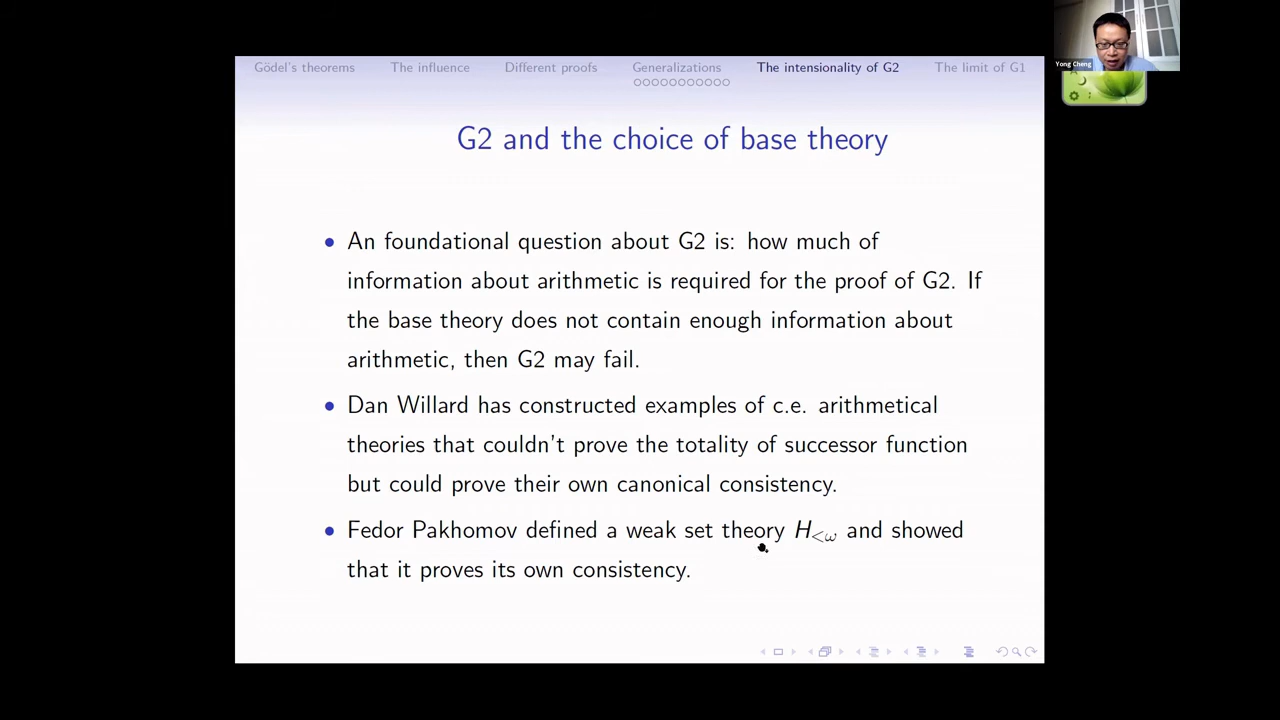 Gödel's theorems The influence Different proofs Generalizations The intensionality of G2 The limit of G1
Yong Cheng
G2 and the choice of base theory
• An foundational question about G2 is: how much of
information about arithmetic is required for the proof of G2. If
the base theory does not contain enough information about
arithmetic, then G2 may fail.
• Dan Willard has constructed examples of c.e. arithmetical
theories that couldn't prove the totality of successor function
but could prove their own canonical consistency.
• Fedor Pakhomov defined a weak set theory H<ω and showed
that it proves its own consistency.